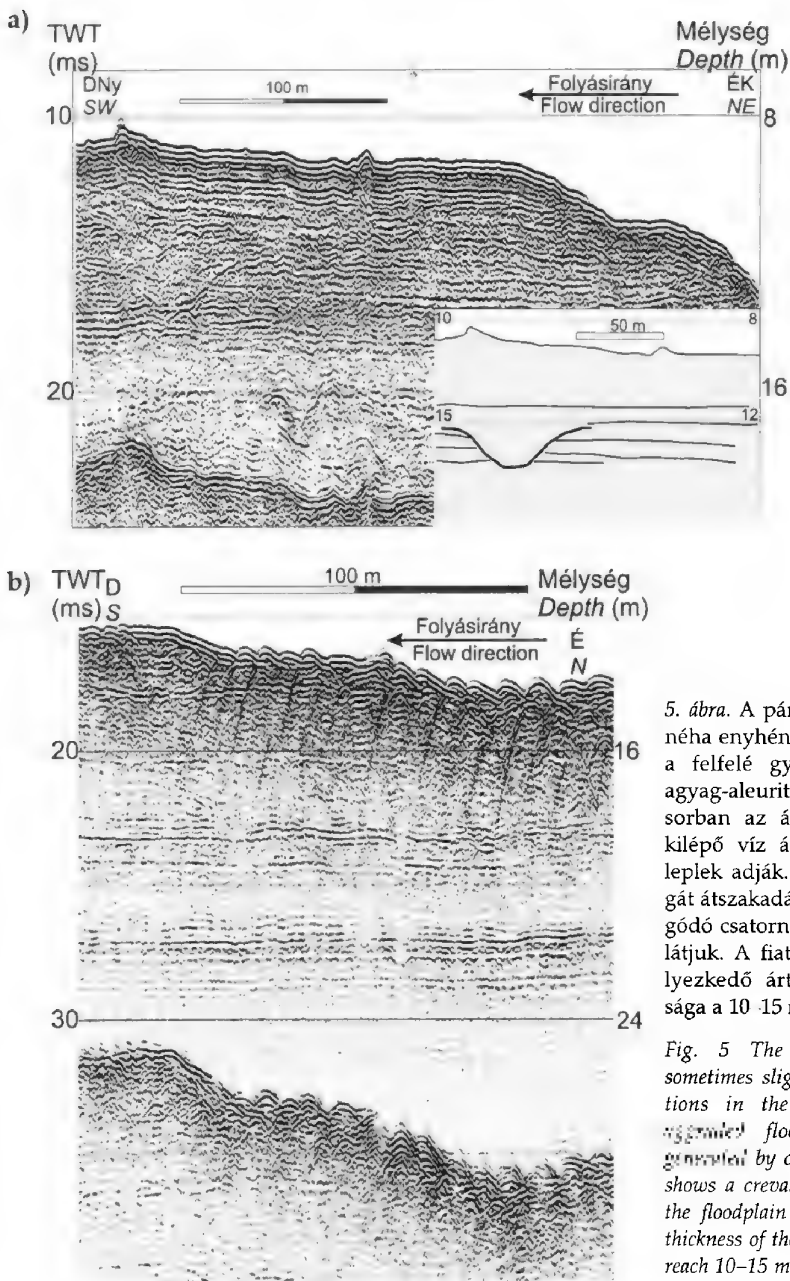 a)
TWT
(ms)
Mélység
Depth (m)
DNy
SW
100 m
Folyásirány
Flow direction
ÉK
NE
10
8
10
50 m
8
20
16
15
12
b)
TWT
(ms)
D
S
100 m
Mélység
Depth (m)
Folyásirány
Flow direction
É
N
20
16
30
24
5. ábra. A pár
néha enyhén
a felfelé gy
agyag-aleurit
sorban az á
kilépő víz á
leplek adják.
gát átszakadá
gódó csatorn
látjuk. A fiat
lyezkedő árt
sága a 10-15 r
Fig. 5 The
sometimes slig
tions in the
floo
by c
shows a creva
the floodplain
thickness of the
reach 10–15 m